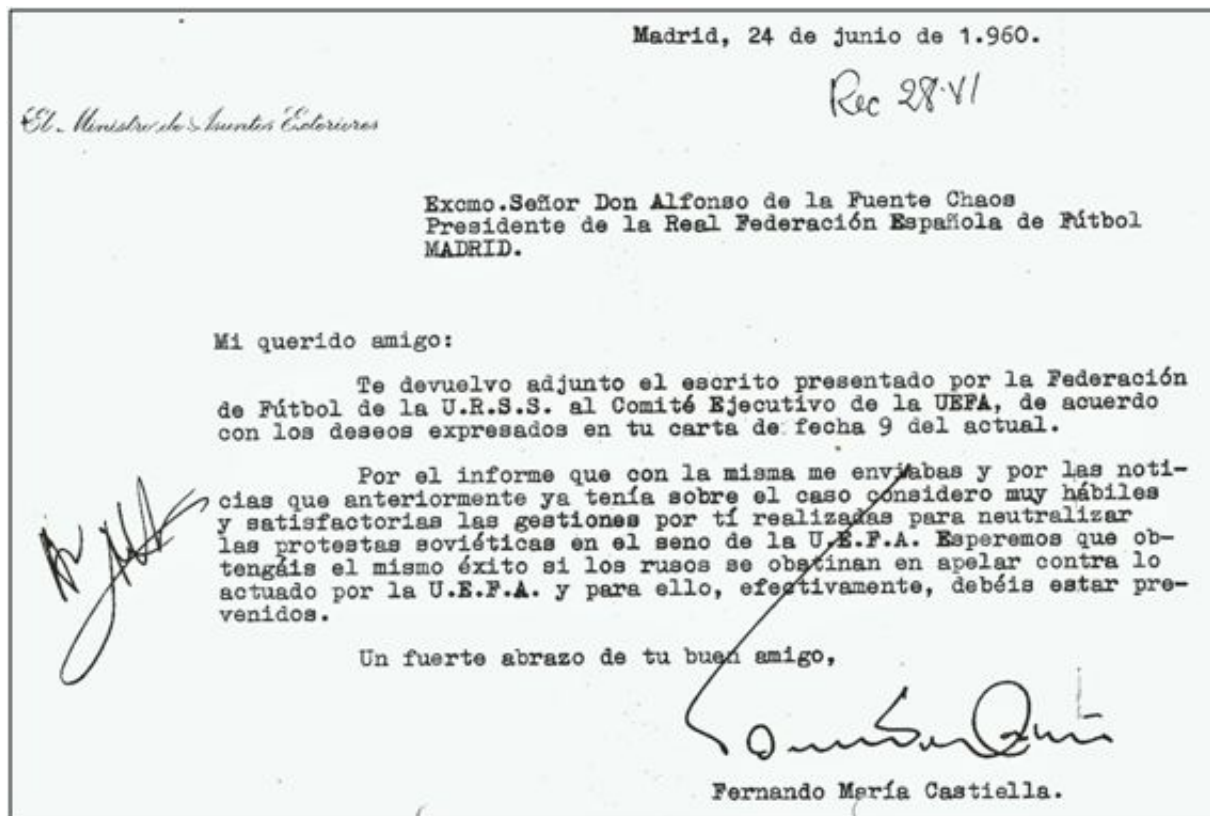 Madrid, 24 de junio de 1.960.
Rec 28·VI
El Ministro de Asuntos Exteriores
Excmo.Señor Don Alfonso de la Fuente Chaos
Presidente de la Real Federación Española de Fútbol
MADRID.
Mi querido amigo:
Te devuelvo adjunto el escrito presentado por la Federación
de Fútbol de la U.R.S.S. al Comité Ejecutivo de la UEFA, de acuerdo
con los deseos expresados en tu carta de fecha 9 del actual.
Por el informe que con la misma me enviabas y por las noti-
cias que anteriormente ya tenía sobre el caso considero muy hábiles
y satisfactorias las gestiones por tí realizadas para neutralizar
las protestas soviéticas en el seno de la U.E.F.A. Esperemos que ob-
tengáis el mismo éxito si los rusos se obstinan en apelar contra lo
actuado por la U.E.F.A. y para ello, efectivamente, debéis estar pre-
venidos.
Un fuerte abrazo de tu buen amigo,
Fernando María Castiella.